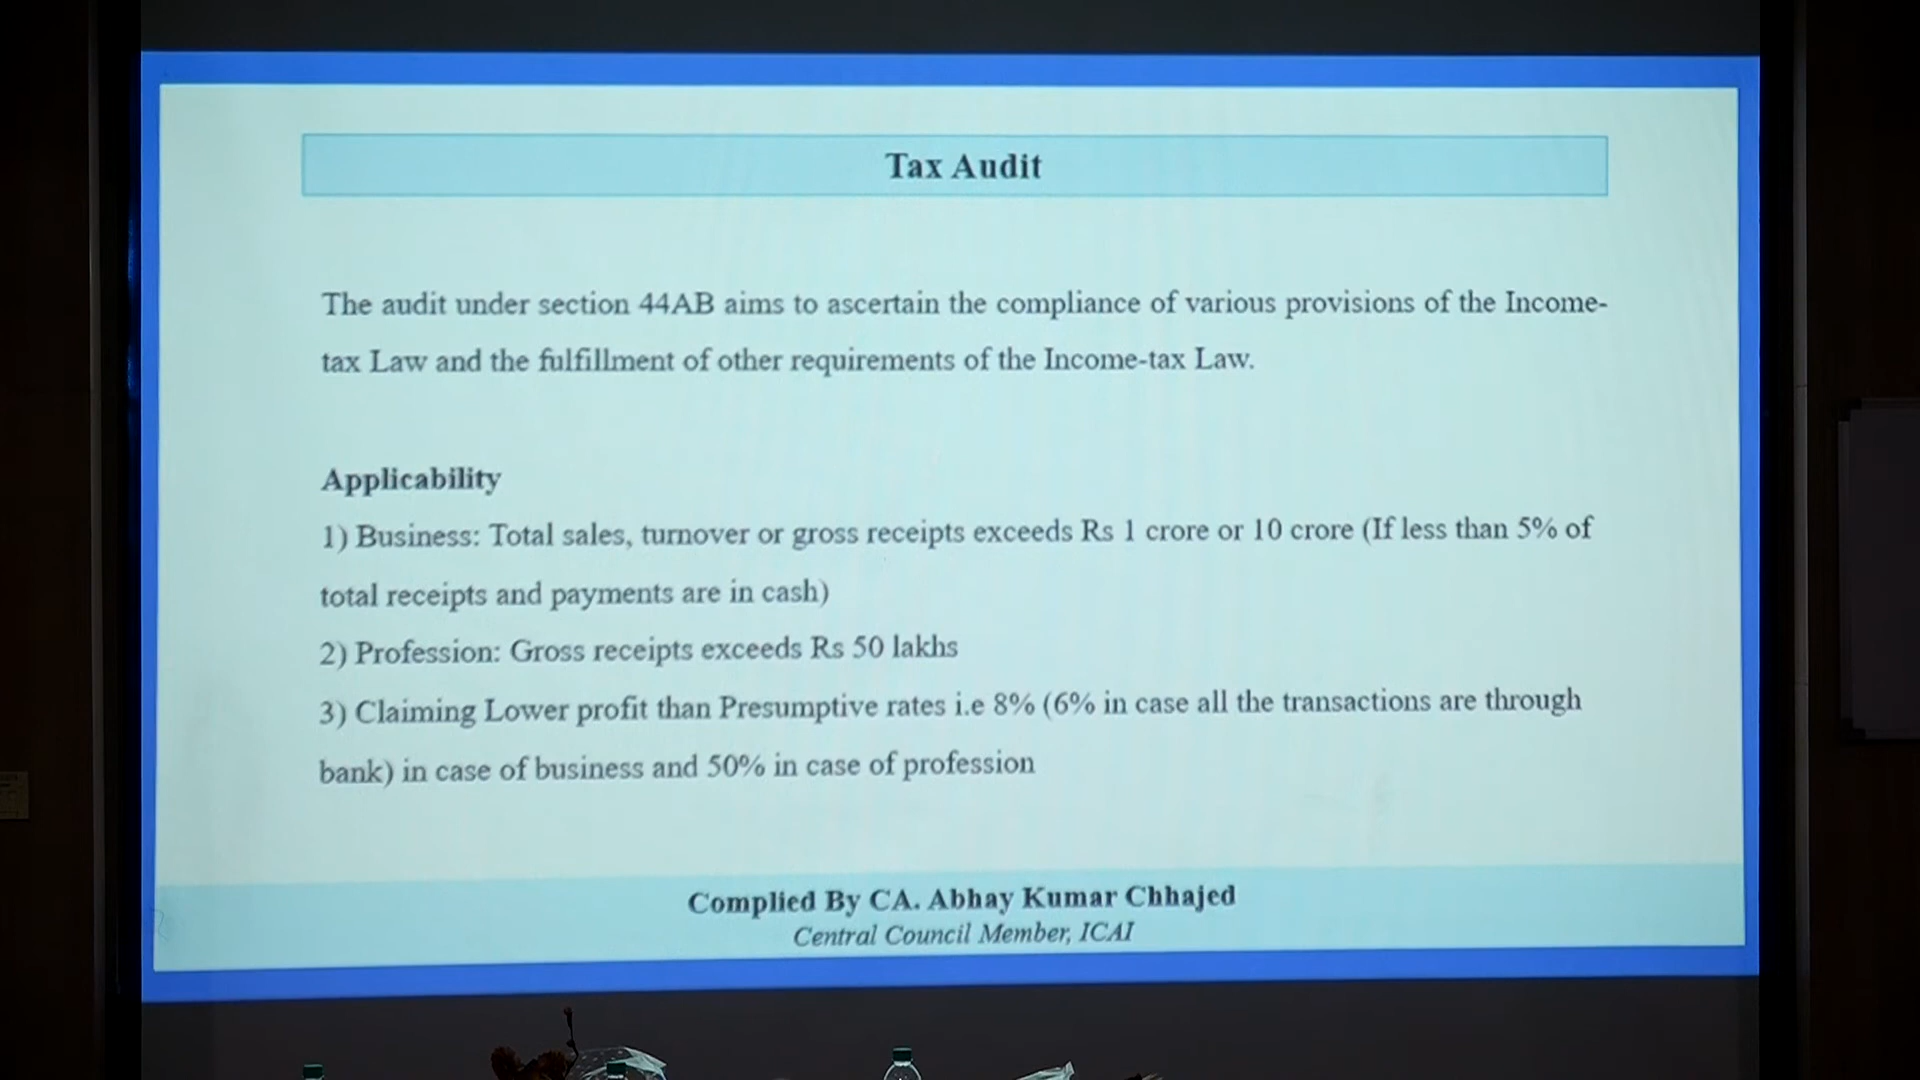 Tax Audit
The audit under section 44AB aims to ascertain the compliance of various provisions of the Income-
tax Law and the fulfillment of other requirements of the Income-tax Law.
Applicability
1) Business: Total sales, turnover or gross receipts exceeds Rs 1 crore or 10 crore (If less than 5% of
total receipts and payments are in cash)
2) Profession: Gross receipts exceeds Rs 50 lakhs
3) Claiming Lower profit than Presumptive rates i.e 8% (6% in case all the transactions are through
bank) in case of business and 50% in case of profession
Complied By CA. Abhay Kumar Chhajed
Central Council Member, ICAI